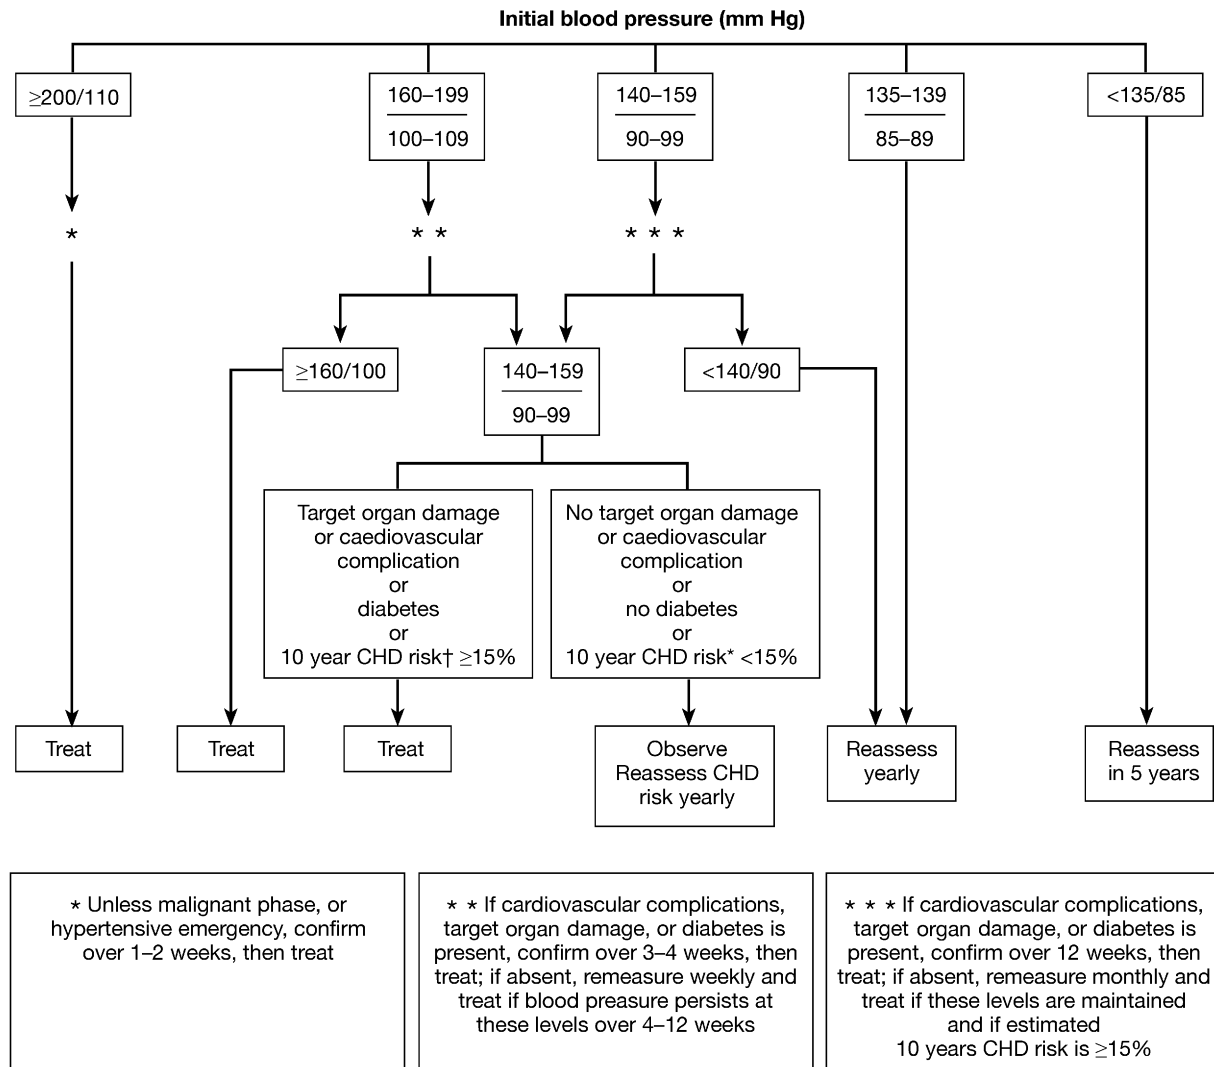 Initial blood pressure (mm Hg)
≥200/110
160–199
100–109
140–159
90–99
135–139
85–89
<135/85
*
* *
* * *
≥160/100
140–159
90–99
<140/90
Target organ damage
or caediovascular
complication
or
diabetes
or
10 year CHD risk† ≥15%
No target organ damage
or caediovascular
complication
or
no diabetes
or
10 year CHD risk* <15%
Treat
Treat
Treat
Observe
Reassess CHD
risk yearly
Reassess
yearly
Reassess
in 5 years
* Unless malignant phase, or
hypertensive emergency, confirm
over 1–2 weeks, then treat
* * If cardiovascular complications,
target organ damage, or diabetes is
present, confirm over 3–4 weeks, then
treat; if absent, remeasure weekly and
treat if blood preasure persists at
these levels over 4–12 weeks
* * * If cardiovascular complications,
target organ damage, or diabetes is
present, confirm over 12 weeks, then
treat; if absent, remeasure monthly and
treat if these levels are maintained
and if estimated
10 years CHD risk is ≥15%